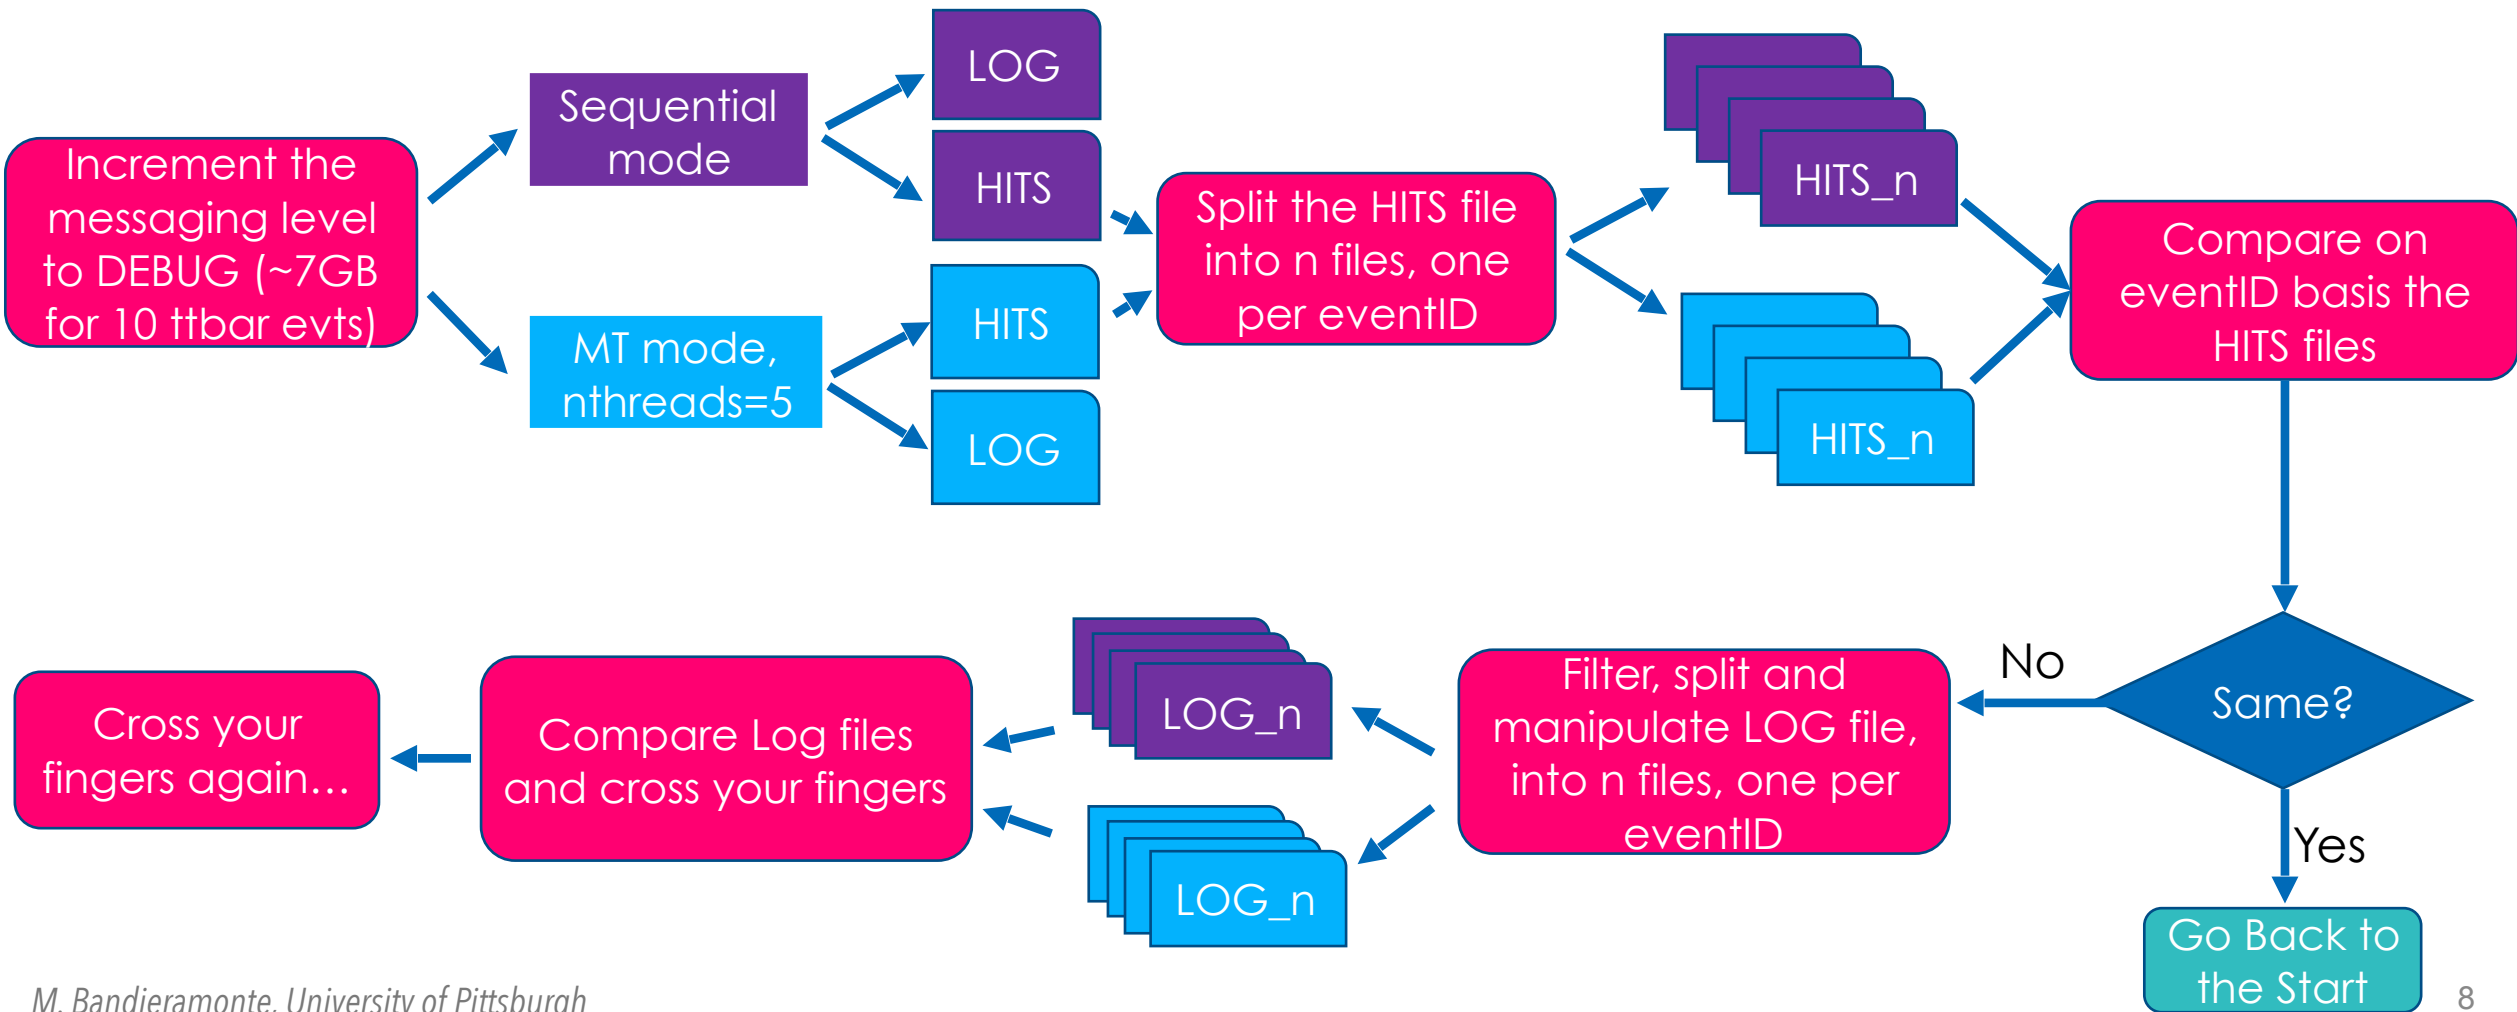 Increment the
messaging level
to DEBUG (~7GB
for 10 ttbar evts)
Sequential
mode
MT mode,
nthreads=5
LOG
HITS
HITS
LOG
Split the HITS file
into n files, one
per eventID
HITS_n
HITS_n
Compare on
eventID basis the
HITS files
Same?
No
Yes
Go Back to
the Start
Filter, split and
manipulate LOG file,
into n files, one per
eventID
LOG_n
LOG_n
Compare Log files
and cross your fingers
Cross your
fingers again...
M. Bandieramonte, University of Pittsburgh
8